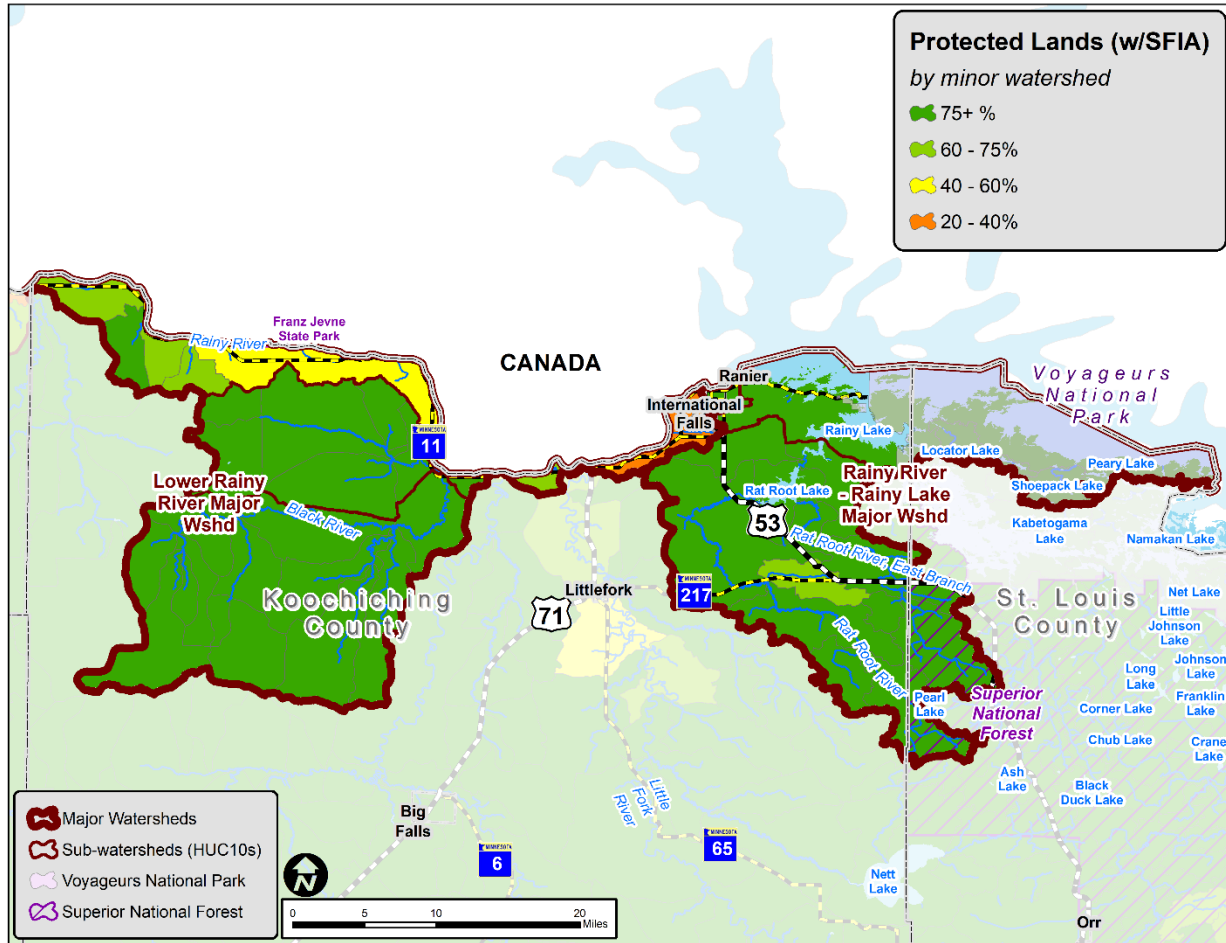 Protected Lands (w/SFIA)
by minor watershed
75+ %
60 - 75%
40 - 60%
20 - 40%
Franz Jevne
State Park
Rainy River
CANADA
Ranier
International
Falls
Voyageurs
National
Park
Rainy Lake
Locator Lake
Peary Lake
Shoepack Lake
Kabetogama
Lake
Namakan Lake
MINNESOTA
11
Lower Rainy
River Major
Wshd
Black River
Rainy River
- Rainy Lake
Major Wshd
Rat Root Lake
53
Rat Root River, East Branch
MINNESOTA
217
Littlefork
71
Koochiching
County
St. Louis
County
Net Lake
Little
Johnson
Lake
Johnson
Lake
Long
Lake
Franklin
Lake
Corner Lake
Chub Lake
Crane
Lake
Rat Root River
Pearl
Lake
Superior
National
Forest
Ash
Lake
Black
Duck Lake
Big
Falls
Little
Fork
River
MINNESOTA
6
MINNESOTA
65
Nett
Lake
Orr
Major Watersheds
Sub-watersheds (HUC10s)
Voyageurs National Park
Superior National Forest
N
0 5 10 20
Miles